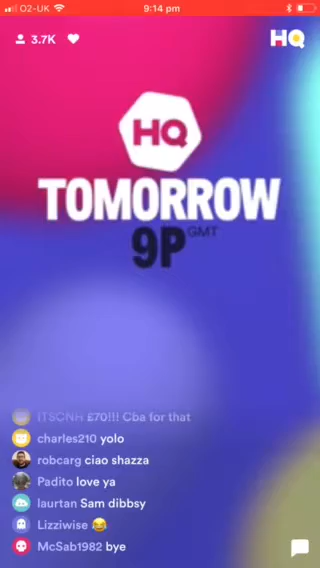 O2-UK 9:14 pm
3.7K HQ
HQ
TOMORROW
9P GMT
ITSCNH £70!!! Cba for that
charles210 yolo
robcarg ciao shazza
Padito love ya
laurtan Sam dibbsy
Lizziwise 😂
McSab1982 bye